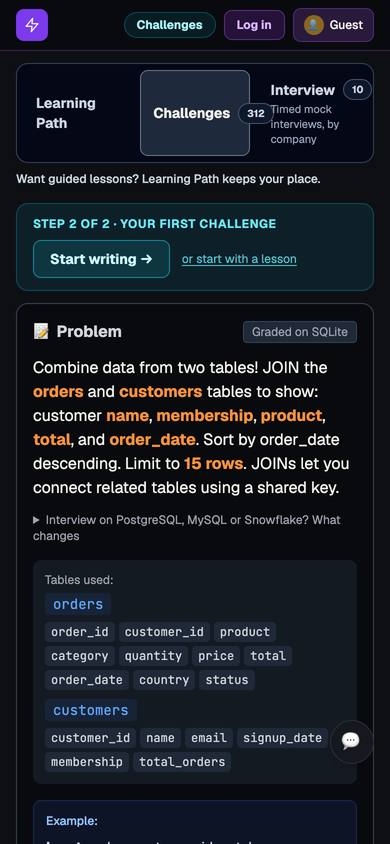 Challenges
Log in
Guest
Learning Path
Challenges
312
Interview
10
Timed mock interviews, by company
Want guided lessons? Learning Path keeps your place.
STEP 2 OF 2 · YOUR FIRST CHALLENGE
Start writing →
or start with a lesson
Problem
Graded on SQLite
Combine data from two tables! JOIN the
orders and customers tables to show:
customer name, membership, product,
total, and order_date. Sort by order_date
descending. Limit to 15 rows. JOINs let you
connect related tables using a shared key.
▶ Interview on PostgreSQL, MySQL or Snowflake? What
changes
Tables used:
orders
order_id customer_id product
category quantity price total
order_date country status
customers
customer_id name email signup_date
membership total_orders
Example: